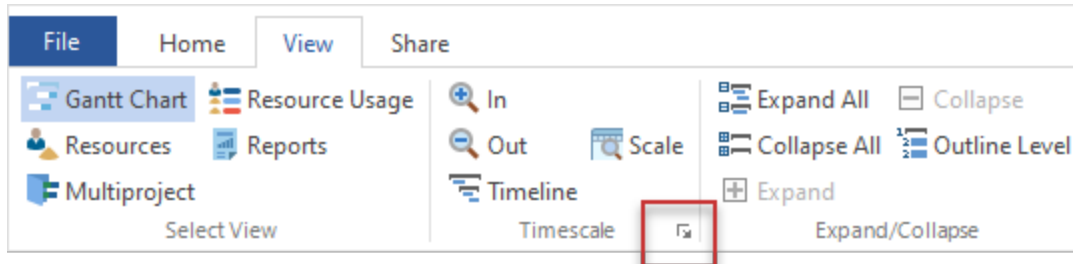 File Home View Share
Gantt Chart Resource Usage In Expand All Collapse
Resources Reports Out Scale Collapse All Outline Level
Multiproject Timeline Expand
Select View Timescale Expand/Collapse